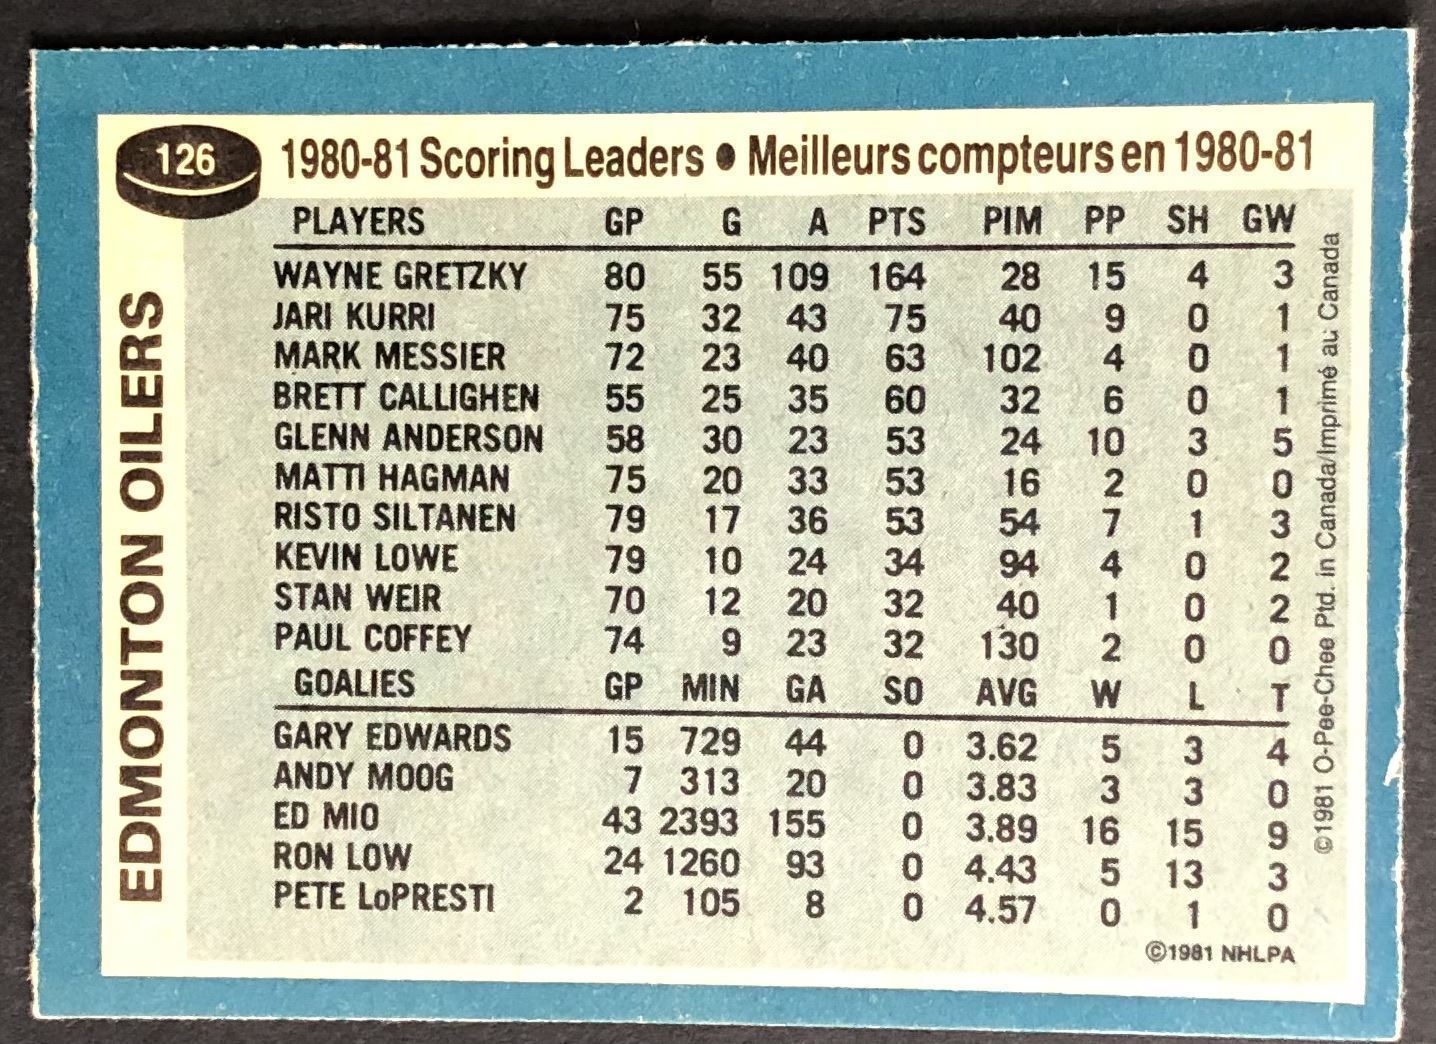 126
1980-81 Scoring Leaders • Meilleurs compteurs en 1980-81
EDMONTON OILERS
PLAYERS GP G A PTS PIM PP SH GW
WAYNE GRETZKY 80 55 109 164 28 15 4 3
JARI KURRI 75 32 43 75 40 9 0 1
MARK MESSIER 72 23 40 63 102 4 0 1
BRETT CALLIGHEN 55 25 35 60 32 6 0 1
GLENN ANDERSON 58 30 23 53 24 10 3 5
MATTI HAGMAN 75 20 33 53 16 2 0 0
RISTO SILTANEN 79 17 36 53 54 7 1 3
KEVIN LOWE 79 10 24 34 94 4 0 2
STAN WEIR 70 12 20 32 40 1 0 2
PAUL COFFEY 74 9 23 32 130 2 0 0
GOALIES GP MIN GA SO AVG W L T
GARY EDWARDS 15 729 44 0 3.62 5 3 4
ANDY MOOG 7 313 20 0 3.83 3 3 0
ED MIO 43 2393 155 0 3.89 16 15 9
RON LOW 24 1260 93 0 4.43 5 13 3
PETE LoPRESTI 2 105 8 0 4.57 0 1 0
©1981 NHLPA
©1981 O-Pee-Chee Ptd. in Canada/Imprimé au Canada